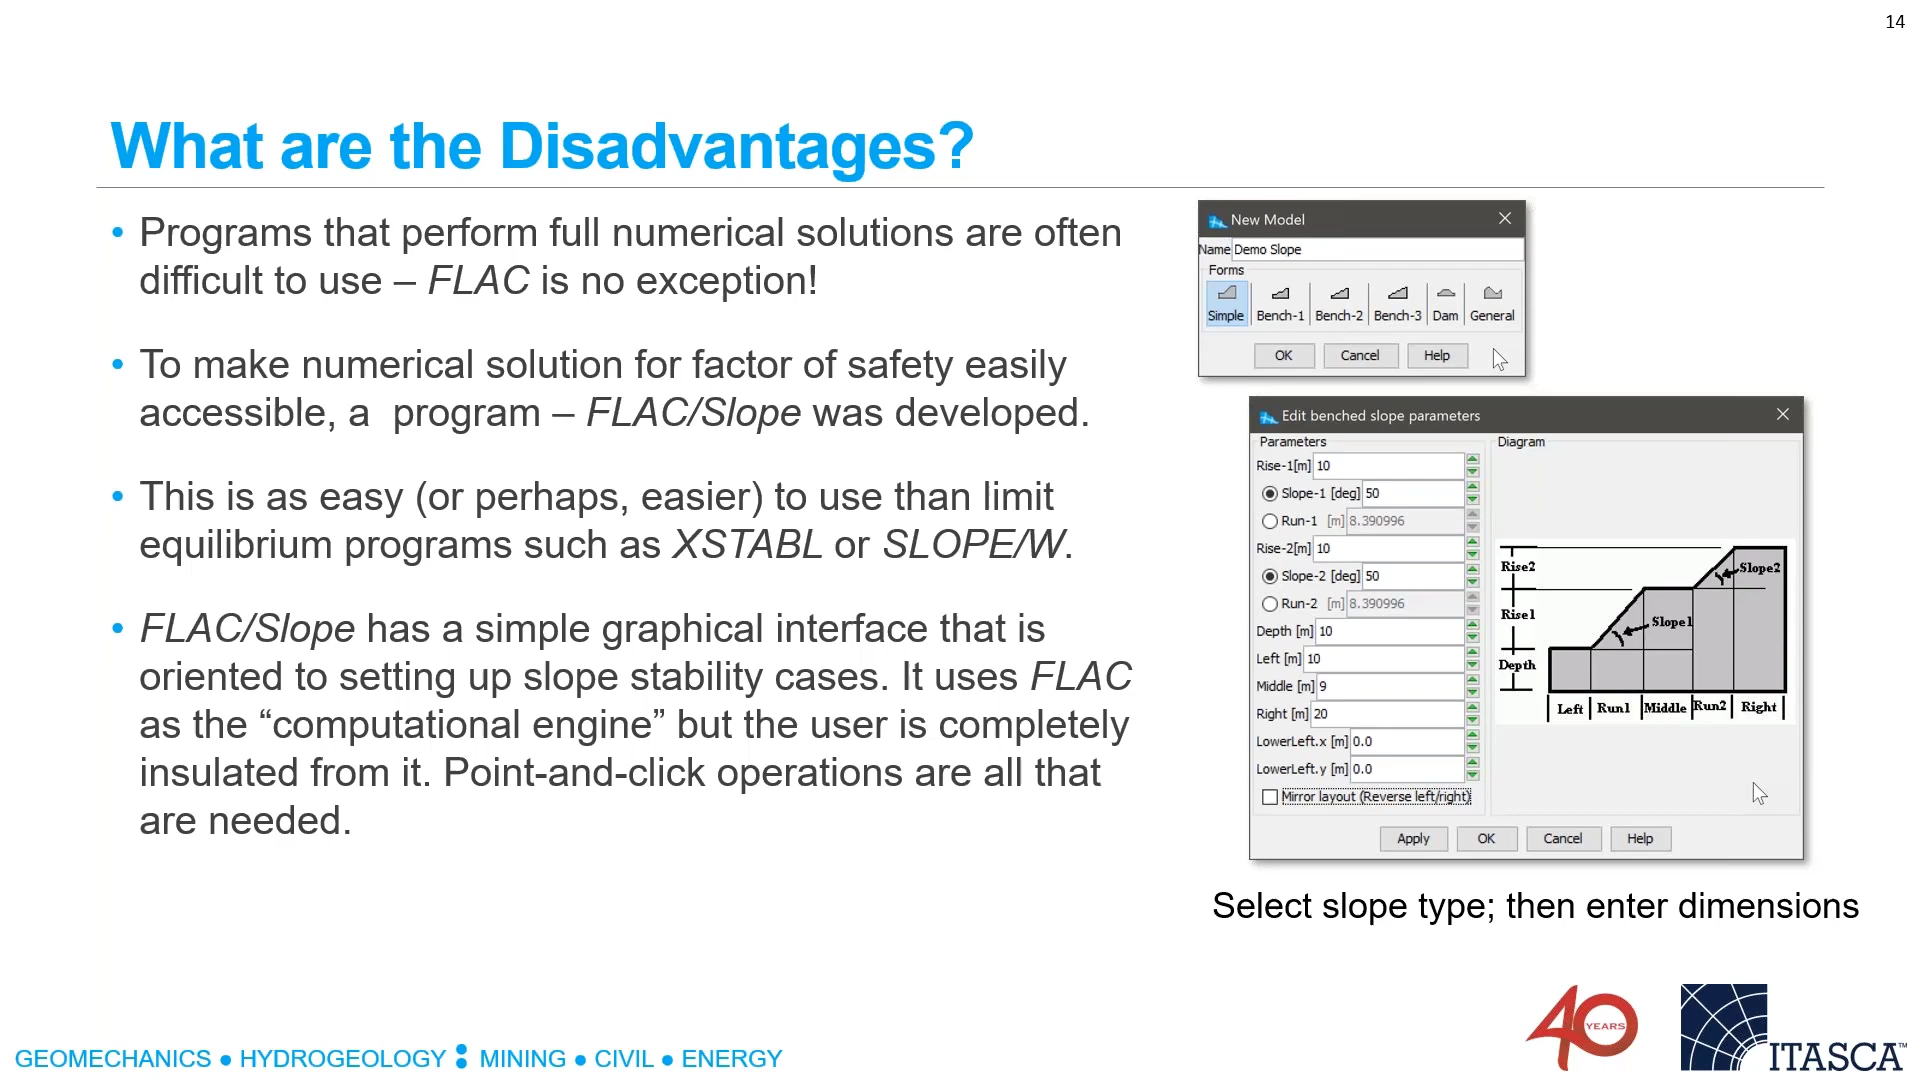 14
What are the Disadvantages?
• Programs that perform full numerical solutions are often
difficult to use – FLAC is no exception!
• To make numerical solution for factor of safety easily
accessible, a  program – FLAC/Slope was developed.
• This is as easy (or perhaps, easier) to use than limit
equilibrium programs such as XSTABL or SLOPE/W.
• FLAC/Slope has a simple graphical interface that is
oriented to setting up slope stability cases. It uses FLAC
as the “computational engine” but the user is completely
insulated from it. Point-and-click operations are all that
are needed.
New Model
Name Demo Slope
Forms
Simple Bench-1 Bench-2 Bench-3 Dam General
OK Cancel Help
Edit benched slope parameters
Parameters
Rise-1[m] 10
Slope-1 [deg] 50
Run-1 [m] 8.390996
Rise-2[m] 10
Slope-2 [deg] 50
Run-2 [m] 8.390996
Depth [m] 10
Left [m] 10
Middle [m] 9
Right [m] 20
LowerLeft.x [m] 0.0
LowerLeft.y [m] 0.0
Mirror layout (Reverse left/right)
Diagram
Rise2
Slope2
Rise1
Slope1
Depth
Left Run1 Middle Run2 Right
Apply OK Cancel Help
Select slope type; then enter dimensions
40 YEARS
ITASCA™
GEOMECHANICS ● HYDROGEOLOGY : MINING ● CIVIL ● ENERGY